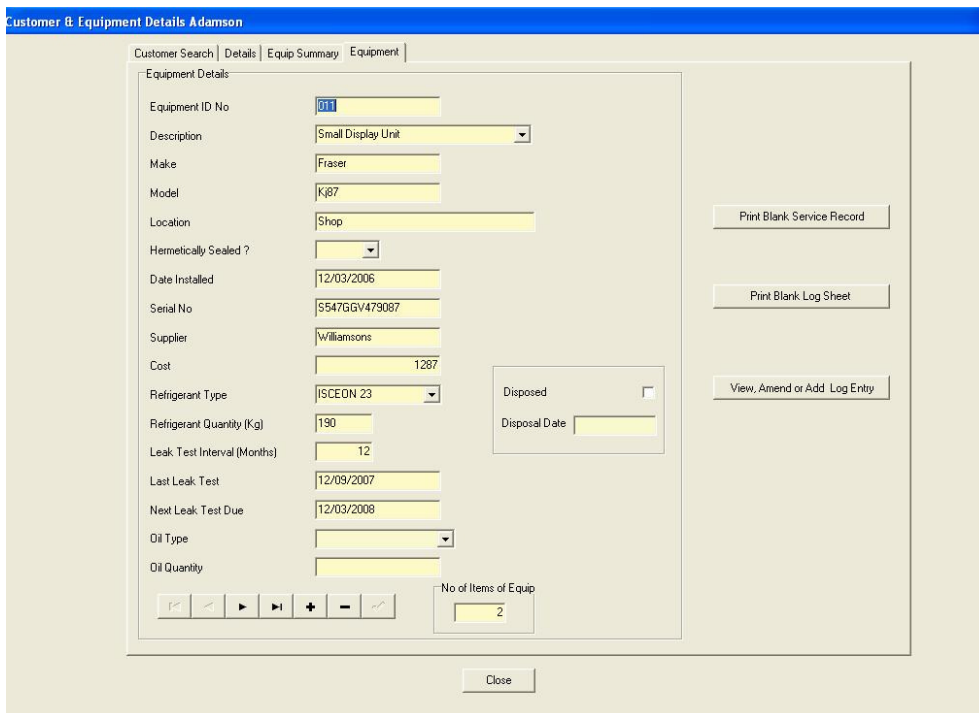 Customer & Equipment Details Adamson
Customer Search Details Equip Summary Equipment
Equipment Details
Equipment ID No 011
Description Small Display Unit
Make Fraser
Model Kj87
Location Shop
Print Blank Service Record
Hermetically Sealed ?
Date Installed 12/03/2006
Print Blank Log Sheet
Serial No S547GGV479087
Supplier Williamsons
Cost 1287
Refrigerant Type ISCEON 23
Disposed
View, Amend or Add Log Entry
Refrigerant Quantity (Kg) 190
Disposal Date
Leak Test Interval (Months) 12
Last Leak Test 12/09/2007
Next Leak Test Due 12/03/2008
Oil Type
Oil Quantity
No of Items of Equip
2
Close